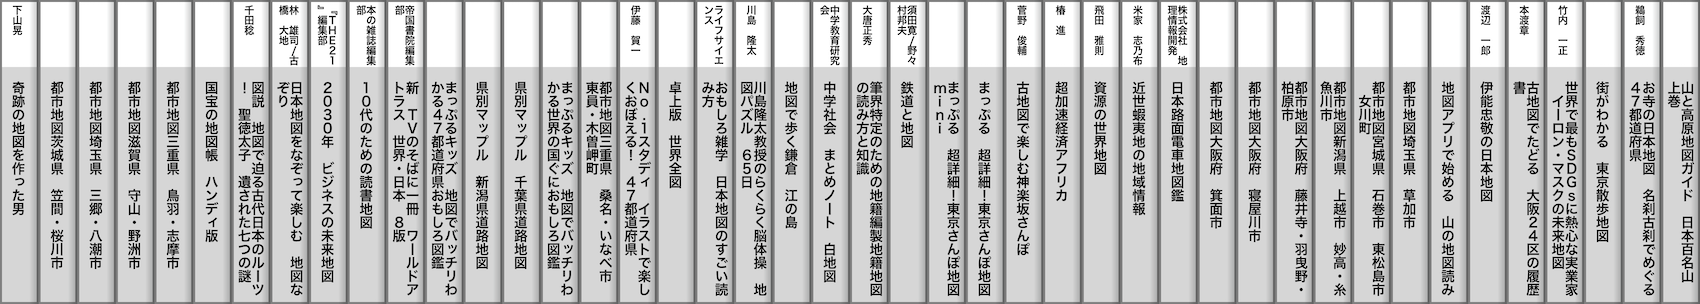 山と高原地図ガイド 日本百名山
上巻
鵜飼 秀徳
お寺の日本地図 名刹古刹でめぐる
47都道府県
街がわかる 東京散歩地図
竹内 一正
世界で最もSDGsに熱心な実業家
イーロン・マスクの未来地図
本渡章
古地図でたどる 大阪24区の履歴
書
渡辺 一郎
伊能忠敬の日本地図
地図アプリで始める 山の地図読み
都市地図埼玉県 草加市
都市地図宮城県 石巻市 東松島市
女川町
都市地図新潟県 上越市 妙高・糸
魚川市
都市地図大阪府 藤井寺・羽曳野・
柏原市
都市地図大阪府 寝屋川市
都市地図大阪府 箕面市
株式会社 地
理情報開発
日本路面電車地図鑑
米家 志乃布
近世蝦夷地の地域情報
飛田 雅則
資源の世界地図
椿 進
超加速経済アフリカ
菅野 俊輔
古地図で楽しむ神楽坂さんぽ
まっぷる 超詳細!東京さんぽ地図
まっぷる 超詳細!東京さんぽ地図
mini
須田寛/野々
村邦夫
鉄道と地図
大唐正秀
筆界特定のための地籍編製地籍地図
の読み方と知識
中学教育研究
会
中学社会 まとめノート 白地図
地図で歩く鎌倉 江の島
川島 隆太
川島隆太教授のらくらく脳体操 地
図パズル 65日
ライフサイエ
ンス
おもしろ雑学 日本地図のすごい読
み方
卓上版 世界全図
伊藤 賀一
No.1スタディ イラストで楽し
くおぼえる! 47都道府県
都市地図三重県 桑名・いなべ市
東員・木曽岬町
まっぷるキッズ 地図でバッチリわ
かる世界の国ぐにおもしろ図鑑
県別マップル 千葉県道路地図
県別マップル 新潟県道路地図
まっぷるキッズ 地図でバッチリわ
かる47都道府県おもしろ図鑑
帝国書院編集
部
新 TVのそばに一冊 ワールドア
トラス 世界・日本 8版
本の雑誌編集
部
10代のための読書地図
『THE21
』編集部
2030年 ビジネスの未来地図
林 雄司/古
橋 大地
日本地図をなぞって楽しむ 地図な
ぞり
千田稔
図説 地図で迫る古代日本のルーツ
! 聖徳太子 遺された七つの謎
国宝の地図帳 ハンディ版
都市地図三重県 鳥羽・志摩市
都市地図滋賀県 守山・野洲市
都市地図埼玉県 三郷・八潮市
都市地図茨城県 笠間・桜川市
下山晃
奇跡の地図を作った男